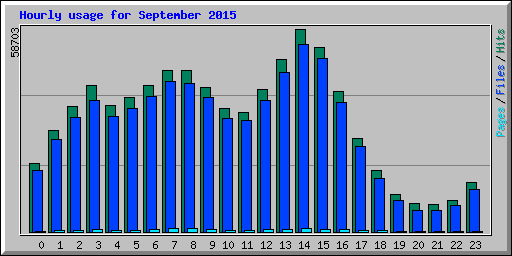 Hourly usage for September 2015
58703
Pages/Files/Hits
0 1 2 3 4 5 6 7 8 9 10 11 12 13 14 15 16 17 18 19 20 21 22 23